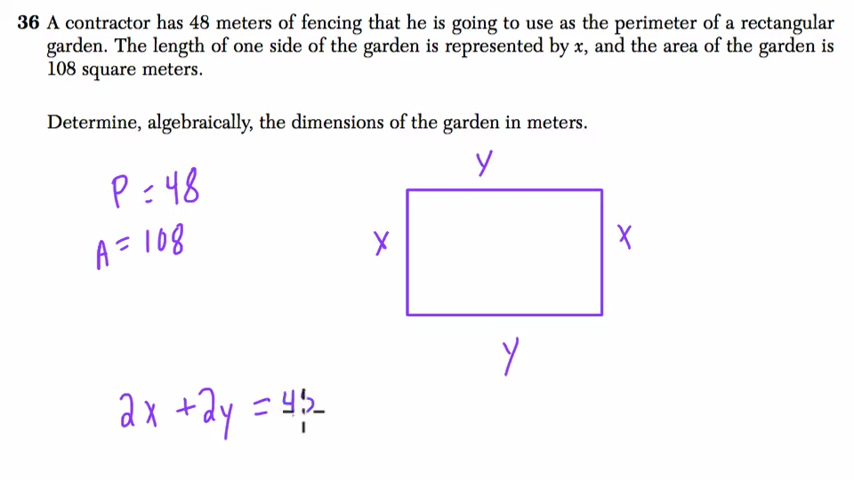 36 A contractor has 48 meters of fencing that he is going to use as the perimeter of a rectangular
garden. The length of one side of the garden is represented by x, and the area of the garden is
108 square meters.
Determine, algebraically, the dimensions of the garden in meters.
y
P = 48
A = 108
x
x
y
2x + 2y = 4